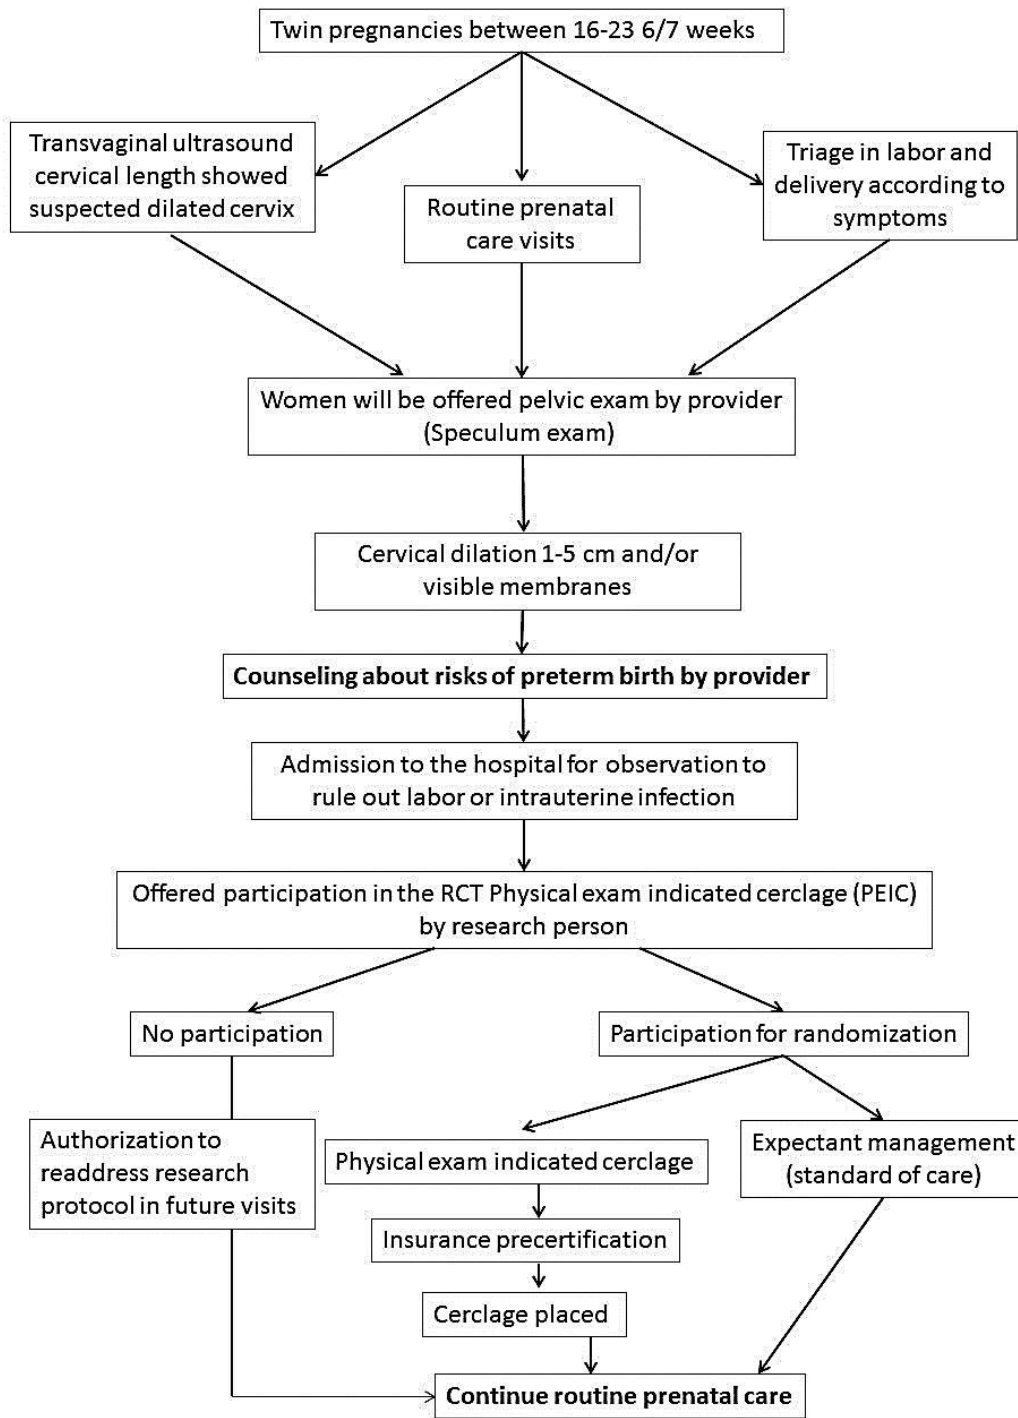 Twin pregnancies between 16-23 6/7 weeks
Transvaginal ultrasound
cervical length showed
suspected dilated cervix
Routine prenatal
care visits
Triage in labor and
delivery according to
symptoms
Women will be offered pelvic exam by provider
(Speculum exam)
Cervical dilation 1-5 cm and/or
visible membranes
Counseling about risks of preterm birth by provider
Admission to the hospital for observation to
rule out labor or intrauterine infection
Offered participation in the RCT Physical exam indicated cerclage (PEIC)
by research person
No participation
Participation for randomization
Authorization to
readdress research
protocol in future visits
Physical exam indicated cerclage
Expectant management
(standard of care)
Insurance precertification
Cerclage placed
Continue routine prenatal care